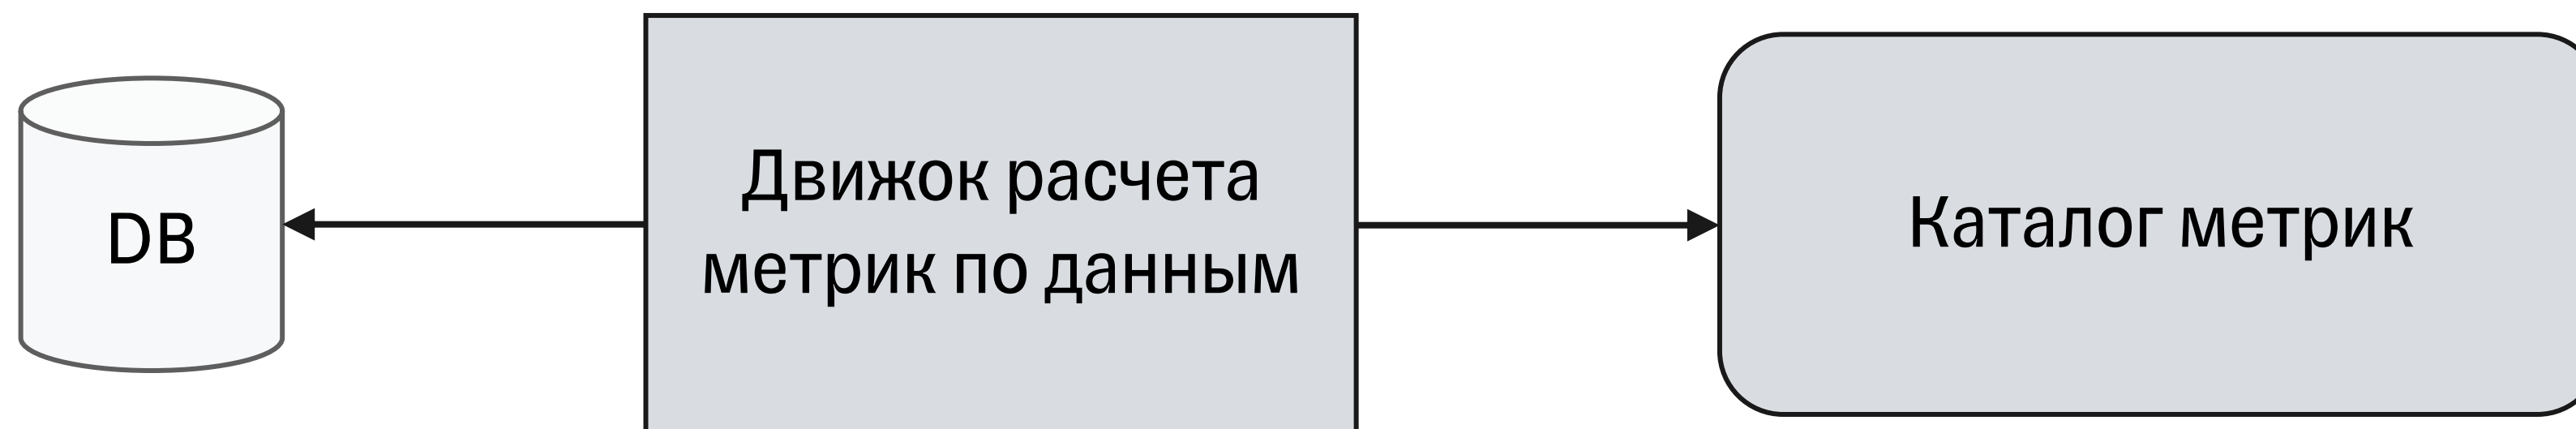 DB
Движок расчета
метрик по данным
Каталог метрик